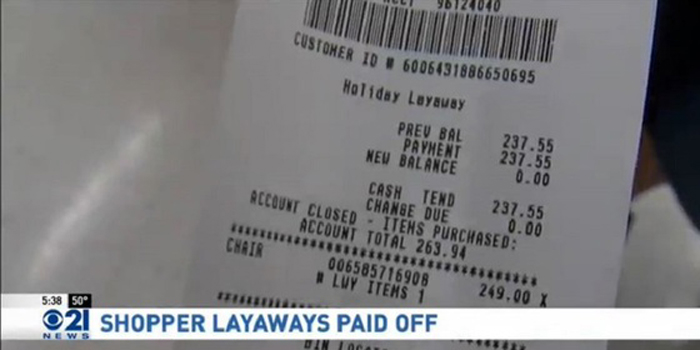 96124040
CUSTOMER ID # 6006431886650695
Holiday Layaway
PREV BAL 237.55
PAYMENT 237.55
NEW BALANCE 0.00
CASH TEND 237.55
CHANGE DUE 0.00
ACCOUNT CLOSED - ITEMS PURCHASED:
ACCOUNT TOTAL 263.94
*********************************
CHAIR
006585716908 249.00 X
# LWY ITEMS 1
5:38 50°
21
NEWS
SHOPPER LAYAWAYS PAID OFF